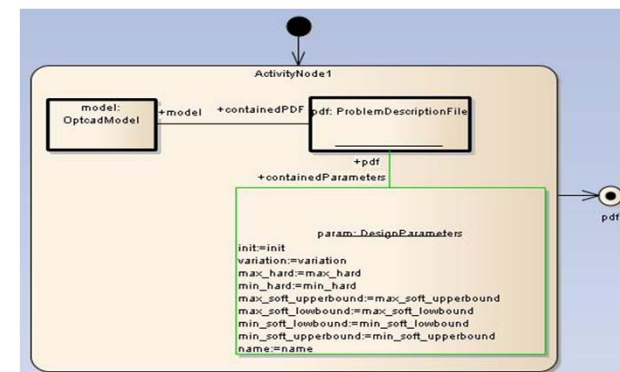 ActivityNode1
model:
OptcadModel
+model
+containedPDF
pdf: ProblemDescriptionFile
+pdf
+containedParameters
pdf
param: DesignParameters
init:=init
variation:=variation
max_hard:=max_hard
min_hard:=min_hard
max_soft_upperbound:=max_soft_upperbound
max_soft_lowbound:=max_soft_lowbound
min_soft_lowbound:=min_soft_lowbound
min_soft_upperbound:=min_soft_upperbound
name:=name